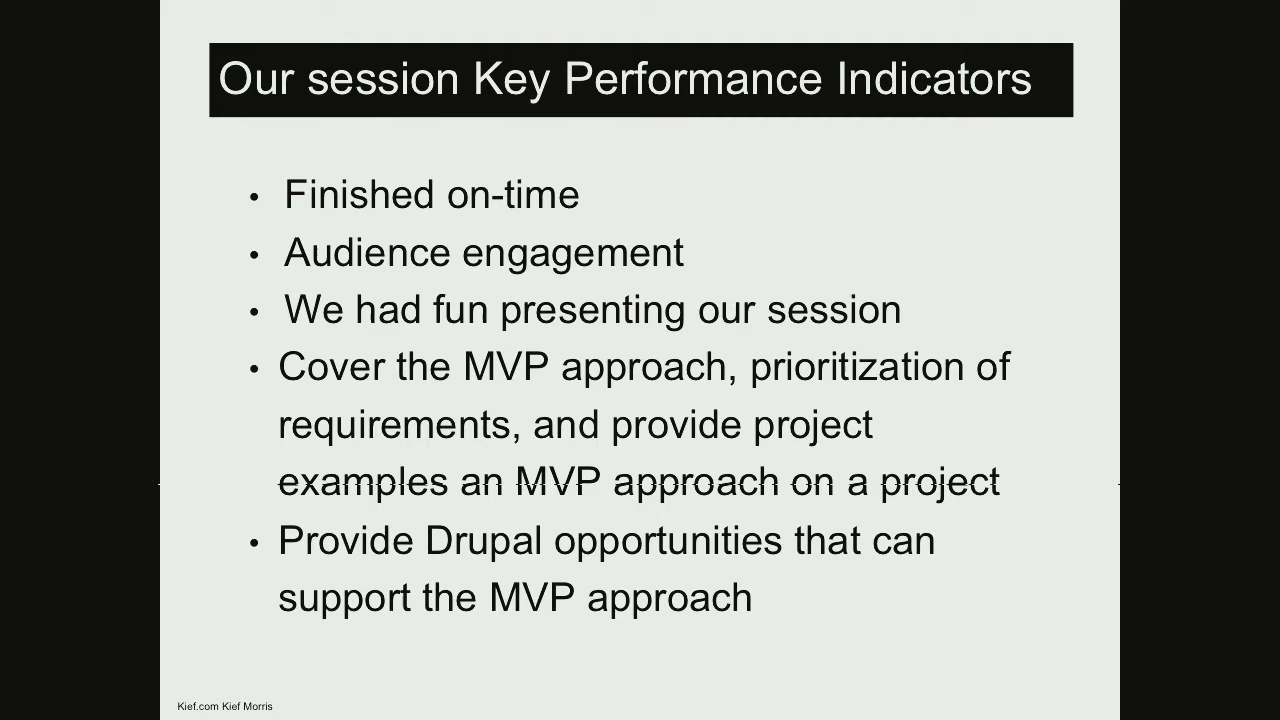 Our session Key Performance Indicators
• Finished on-time
• Audience engagement
• We had fun presenting our session
• Cover the MVP approach, prioritization of
requirements, and provide project
examples an MVP approach on a project
• Provide Drupal opportunities that can
support the MVP approach
Kief.com Kief Morris